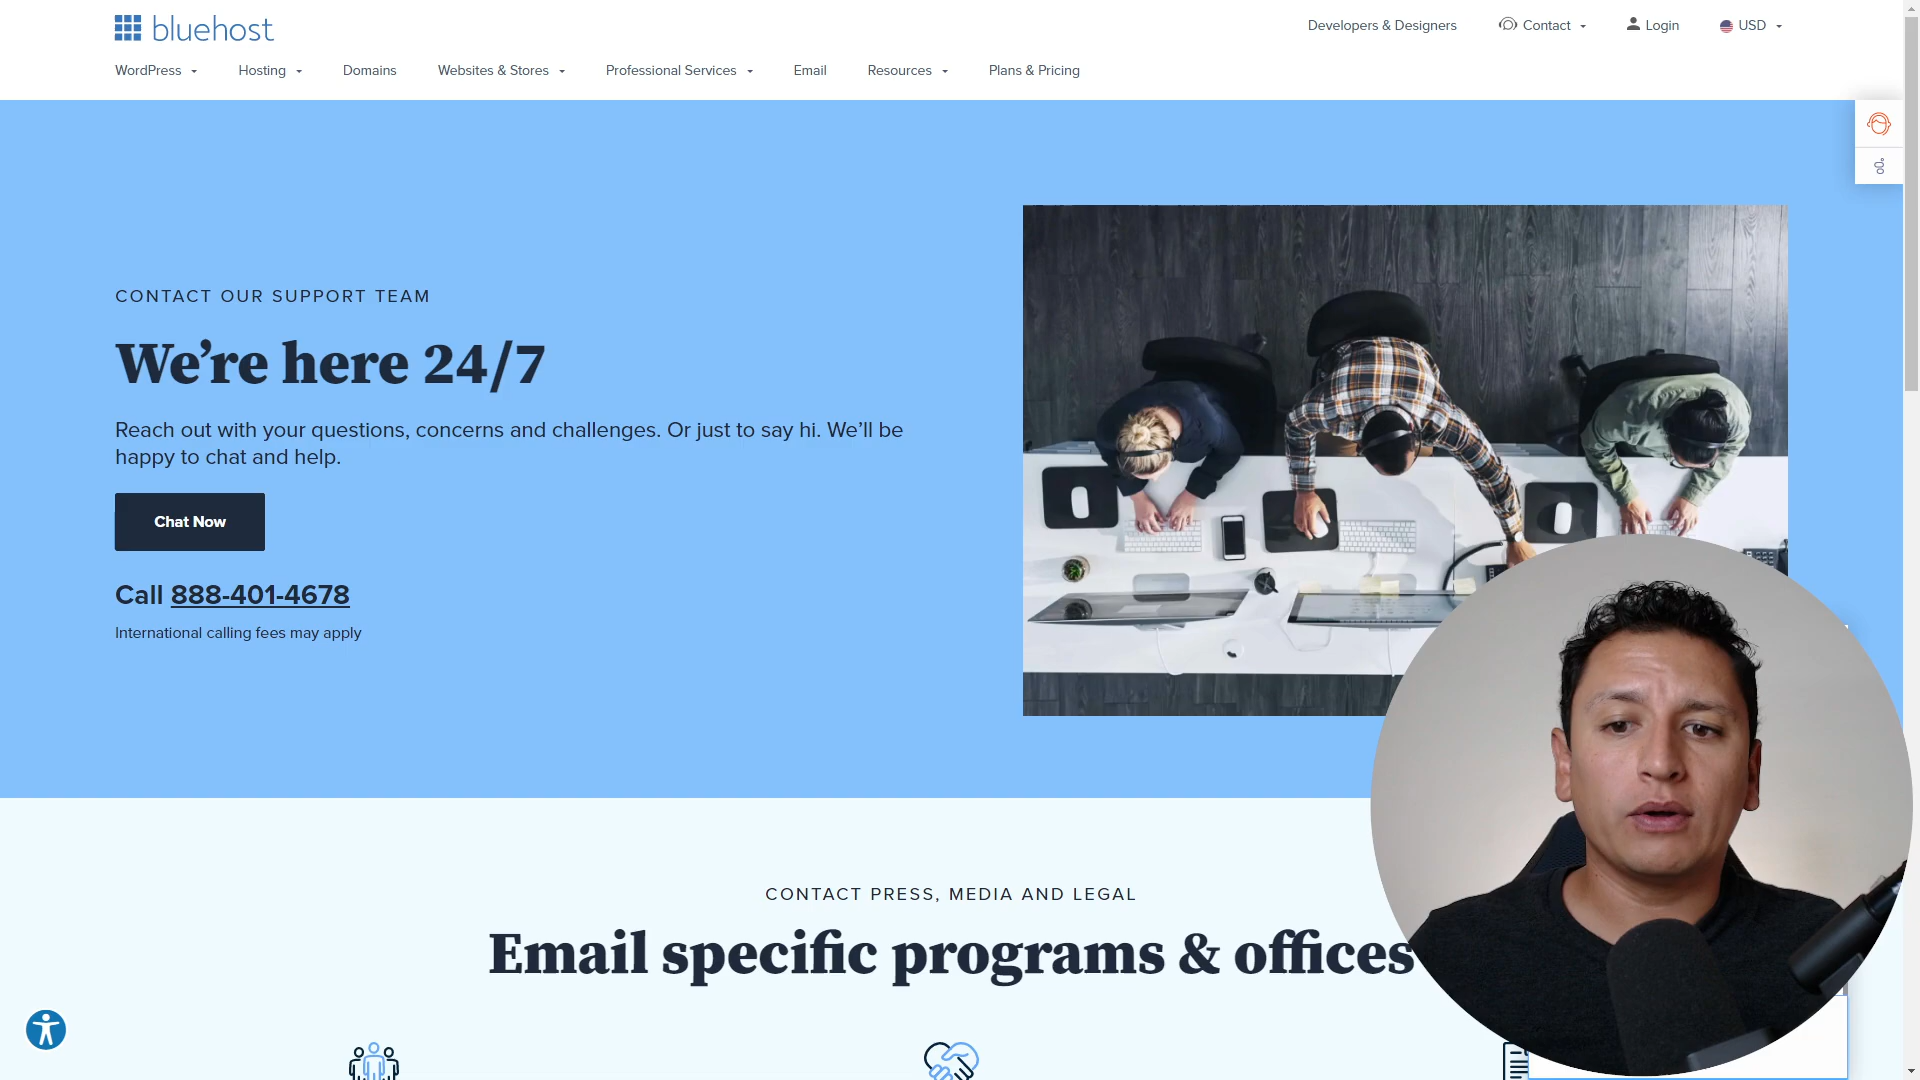 bluehost
Developers & Designers
Contact
Login
USD
WordPress
Hosting
Domains
Websites & Stores
Professional Services
Email
Resources
Plans & Pricing
CONTACT OUR SUPPORT TEAM
We’re here 24/7
Reach out with your questions, concerns and challenges. Or just to say hi. We’ll be
happy to chat and help.
Chat Now
Call 888-401-4678
International calling fees may apply
CONTACT PRESS, MEDIA AND LEGAL
Email specific programs & offices